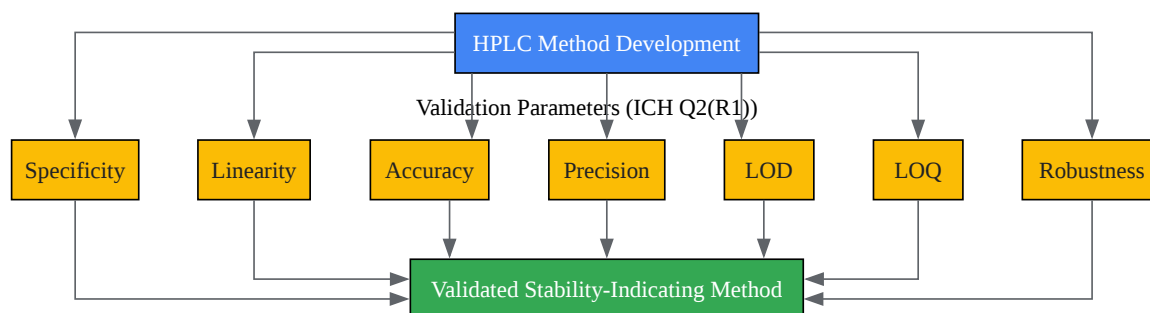 HPLC Method Development
Validation Parameters (ICH Q2(R1))
Specificity
Linearity
Accuracy
Precision
LOD
LOQ
Robustness
Validated Stability-Indicating Method